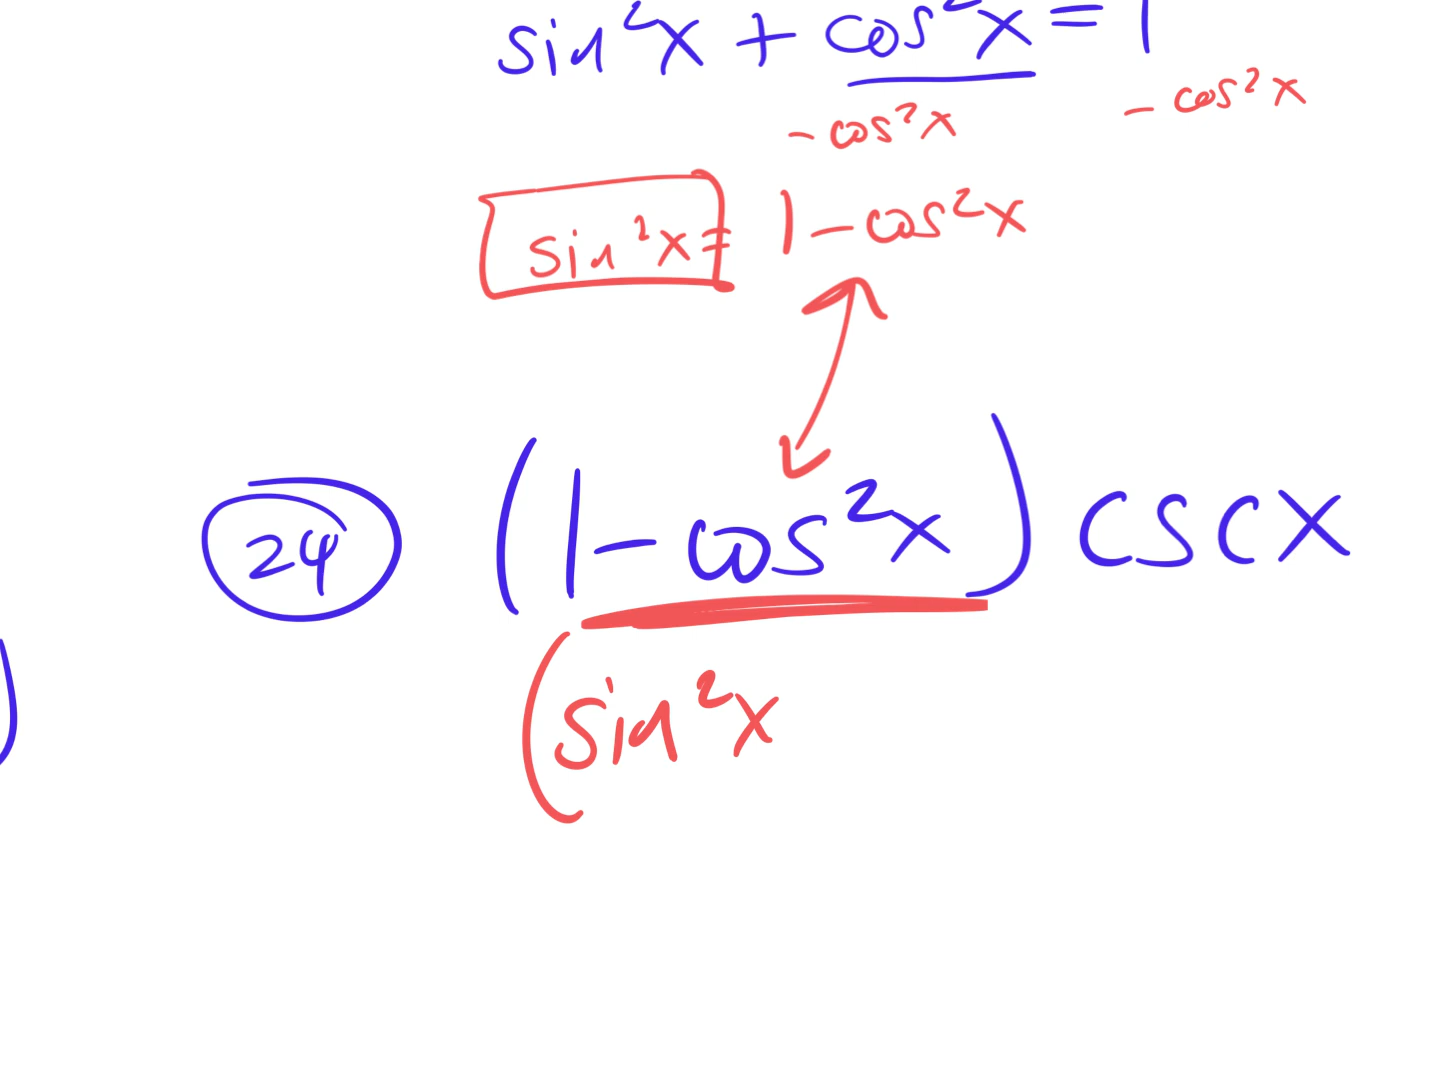 sin²x + cos²x = 1
- cos²x - cos²x
sin²x = 1 - cos²x
24 (1 - cos²x) cscx
(sin²x